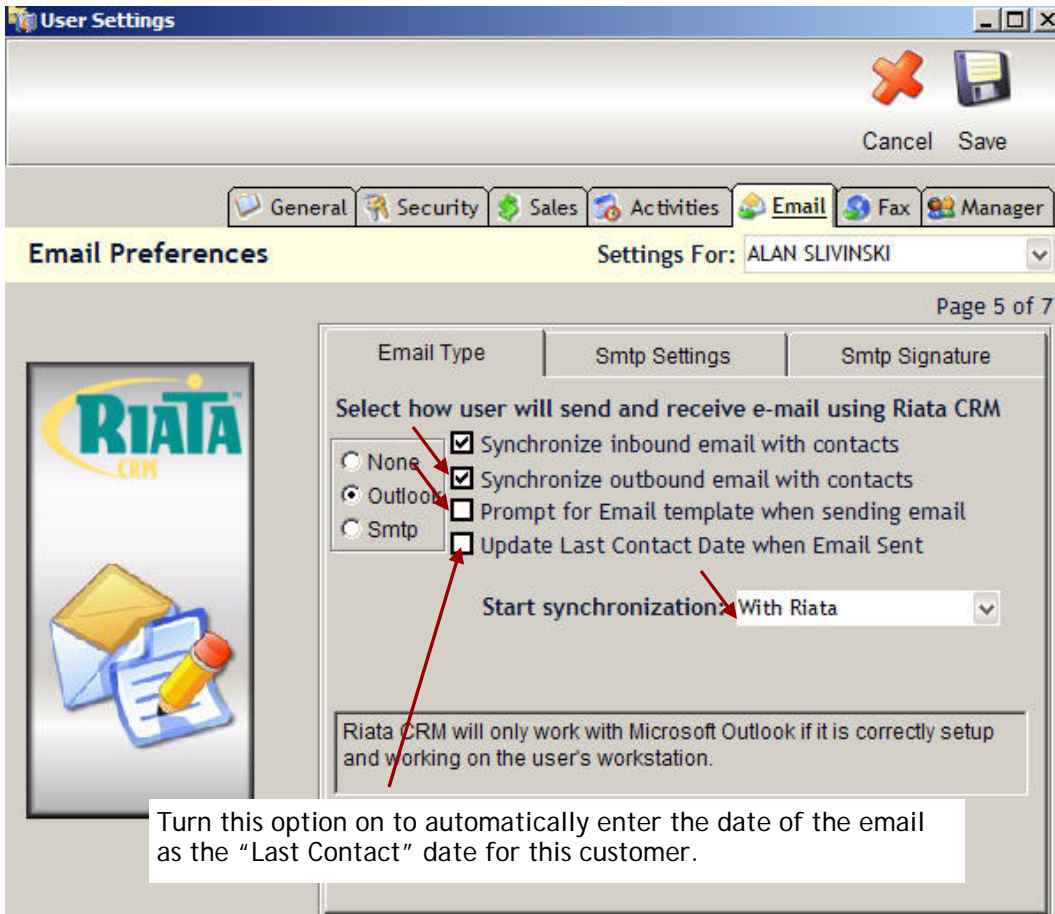 User Settings
Cancel Save
General Security Sales Activities Email Fax Manager
Email Preferences Settings For: ALAN SLIVINSKI
Page 5 of 7
Email Type Smtp Settings Smtp Signature
RIATA
CRM
Select how user will send and receive e-mail using Riata CRM
None
Outlook
Smtp
Synchronize inbound email with contacts
Synchronize outbound email with contacts
Prompt for Email template when sending email
Update Last Contact Date when Email Sent
Start synchronization: With Riata
Riata CRM will only work with Microsoft Outlook if it is correctly setup
and working on the user's workstation.
Turn this option on to automatically enter the date of the email
as the “Last Contact” date for this customer.